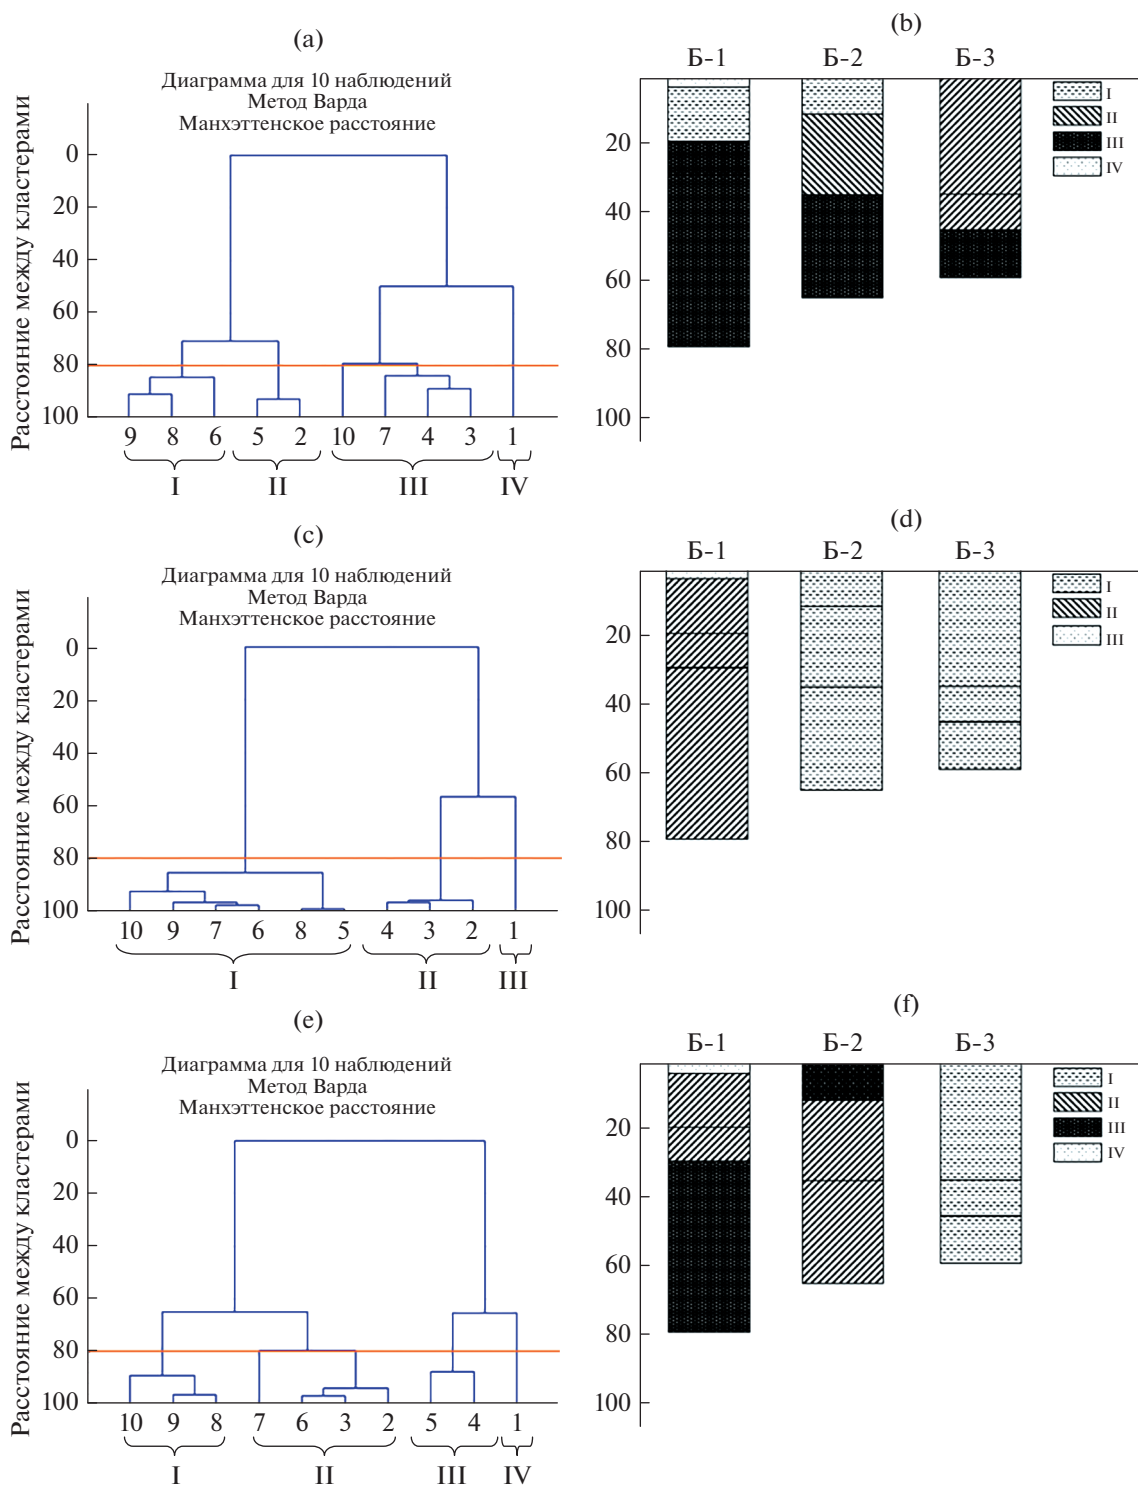 (a)
Диаграмма для 10 наблюдений
Метод Варда
Манхэттенское расстояние
Расстояние между кластерами
0
20
40
60
80
100
9 8 6 5 2 10 7 4 3 1
I II III IV
(b)
Б-1 Б-2 Б-3
20
40
60
80
100
I
II
III
IV
(c)
Диаграмма для 10 наблюдений
Метод Варда
Манхэттенское расстояние
Расстояние между кластерами
0
20
40
60
80
100
10 9 7 6 8 5 4 3 2 1
I II III
(d)
Б-1 Б-2 Б-3
20
40
60
80
100
I
II
III
(e)
Диаграмма для 10 наблюдений
Метод Варда
Манхэттенское расстояние
Расстояние между кластерами
0
20
40
60
80
100
10 9 8 7 6 3 2 5 4 1
I II III IV
(f)
Б-1 Б-2 Б-3
20
40
60
80
100
I
II
III
IV